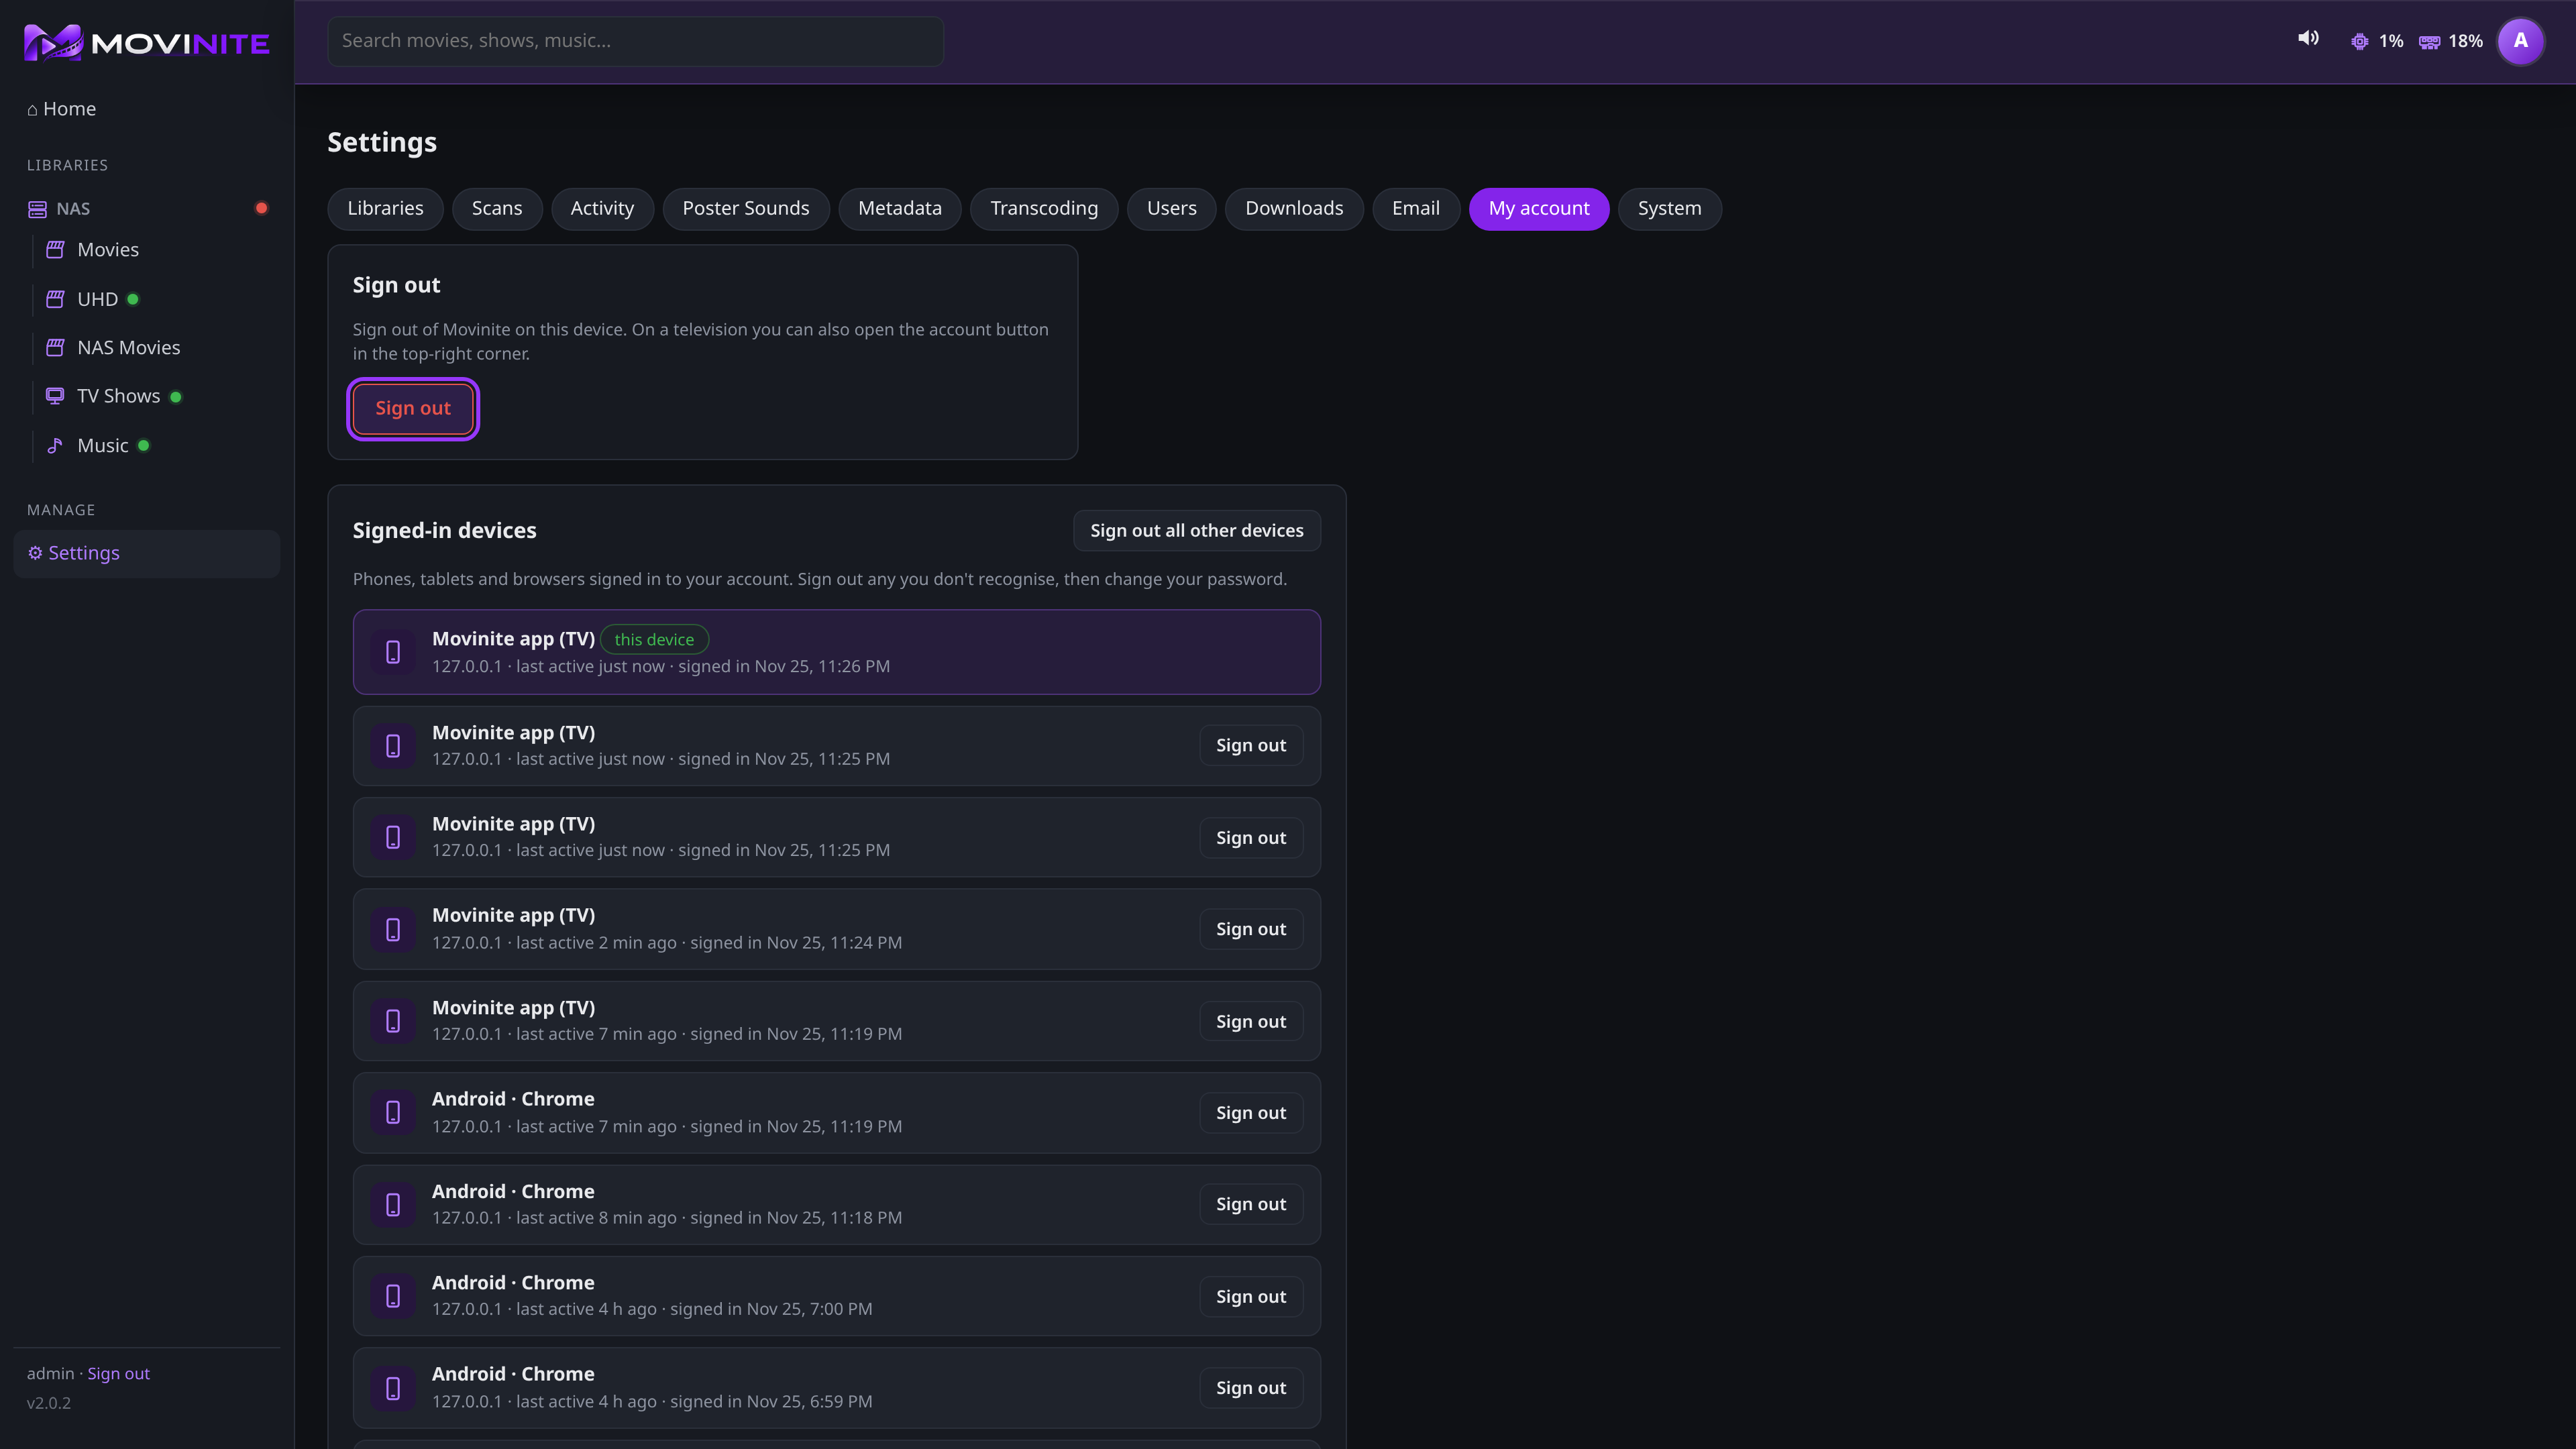 MOVINITE
Search movies, shows, music...
1% 18% A
⌂ Home
LIBRARIES
NAS
Movies
UHD
NAS Movies
TV Shows
Music
MANAGE
⚙ Settings
admin · Sign out
v2.0.2
Settings
Libraries Scans Activity Poster Sounds Metadata Transcoding Users Downloads Email My account System
Sign out
Sign out of Movinite on this device. On a television you can also open the account button
in the top-right corner.
Sign out
Signed-in devices Sign out all other devices
Phones, tablets and browsers signed in to your account. Sign out any you don't recognise, then change your password.
Movinite app (TV) this device
127.0.0.1 · last active just now · signed in Nov 25, 11:26 PM
Movinite app (TV)
127.0.0.1 · last active just now · signed in Nov 25, 11:25 PM
Sign out
Movinite app (TV)
127.0.0.1 · last active just now · signed in Nov 25, 11:25 PM
Sign out
Movinite app (TV)
127.0.0.1 · last active 2 min ago · signed in Nov 25, 11:24 PM
Sign out
Movinite app (TV)
127.0.0.1 · last active 7 min ago · signed in Nov 25, 11:19 PM
Sign out
Android · Chrome
127.0.0.1 · last active 7 min ago · signed in Nov 25, 11:19 PM
Sign out
Android · Chrome
127.0.0.1 · last active 8 min ago · signed in Nov 25, 11:18 PM
Sign out
Android · Chrome
127.0.0.1 · last active 4 h ago · signed in Nov 25, 7:00 PM
Sign out
Android · Chrome
127.0.0.1 · last active 4 h ago · signed in Nov 25, 6:59 PM
Sign out